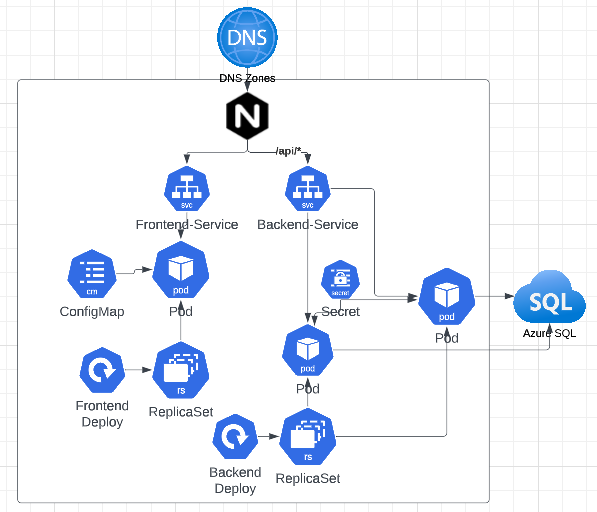 DNS
DNS Zones
N
/api/*
svc
svc
Frontend-Service
Backend-Service
cm
ConfigMap
pod
Pod
secret
Secret
pod
Pod
SQL
Azure SQL
Frontend
Deploy
rs
ReplicaSet
pod
Pod
Backend
Deploy
rs
ReplicaSet